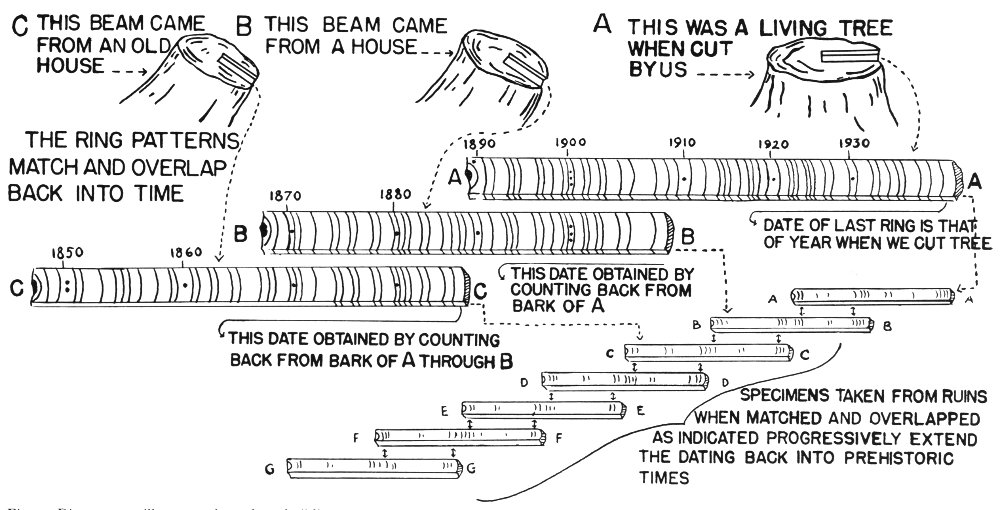 C THIS BEAM CAME
FROM AN OLD
HOUSE
B THIS BEAM CAME
FROM A HOUSE
A THIS WAS A LIVING TREE
WHEN CUT
BY US
THE RING PATTERNS
MATCH AND OVERLAP
BACK INTO TIME
1890 1900 1910 1920 1930
A A
DATE OF LAST RING IS THAT
OF YEAR WHEN WE CUT TREE
1870 1880
B B
THIS DATE OBTAINED BY
COUNTING BACK FROM
BARK OF A
1850 1860
C C
THIS DATE OBTAINED BY COUNTING
BACK FROM BARK OF A THROUGH B
A A
B B
C C
D D
E E
F F
G G
SPECIMENS TAKEN FROM RUINS
WHEN MATCHED AND OVERLAPPED
AS INDICATED PROGRESSIVELY EXTEND
THE DATING BACK INTO PREHISTORIC
TIMES